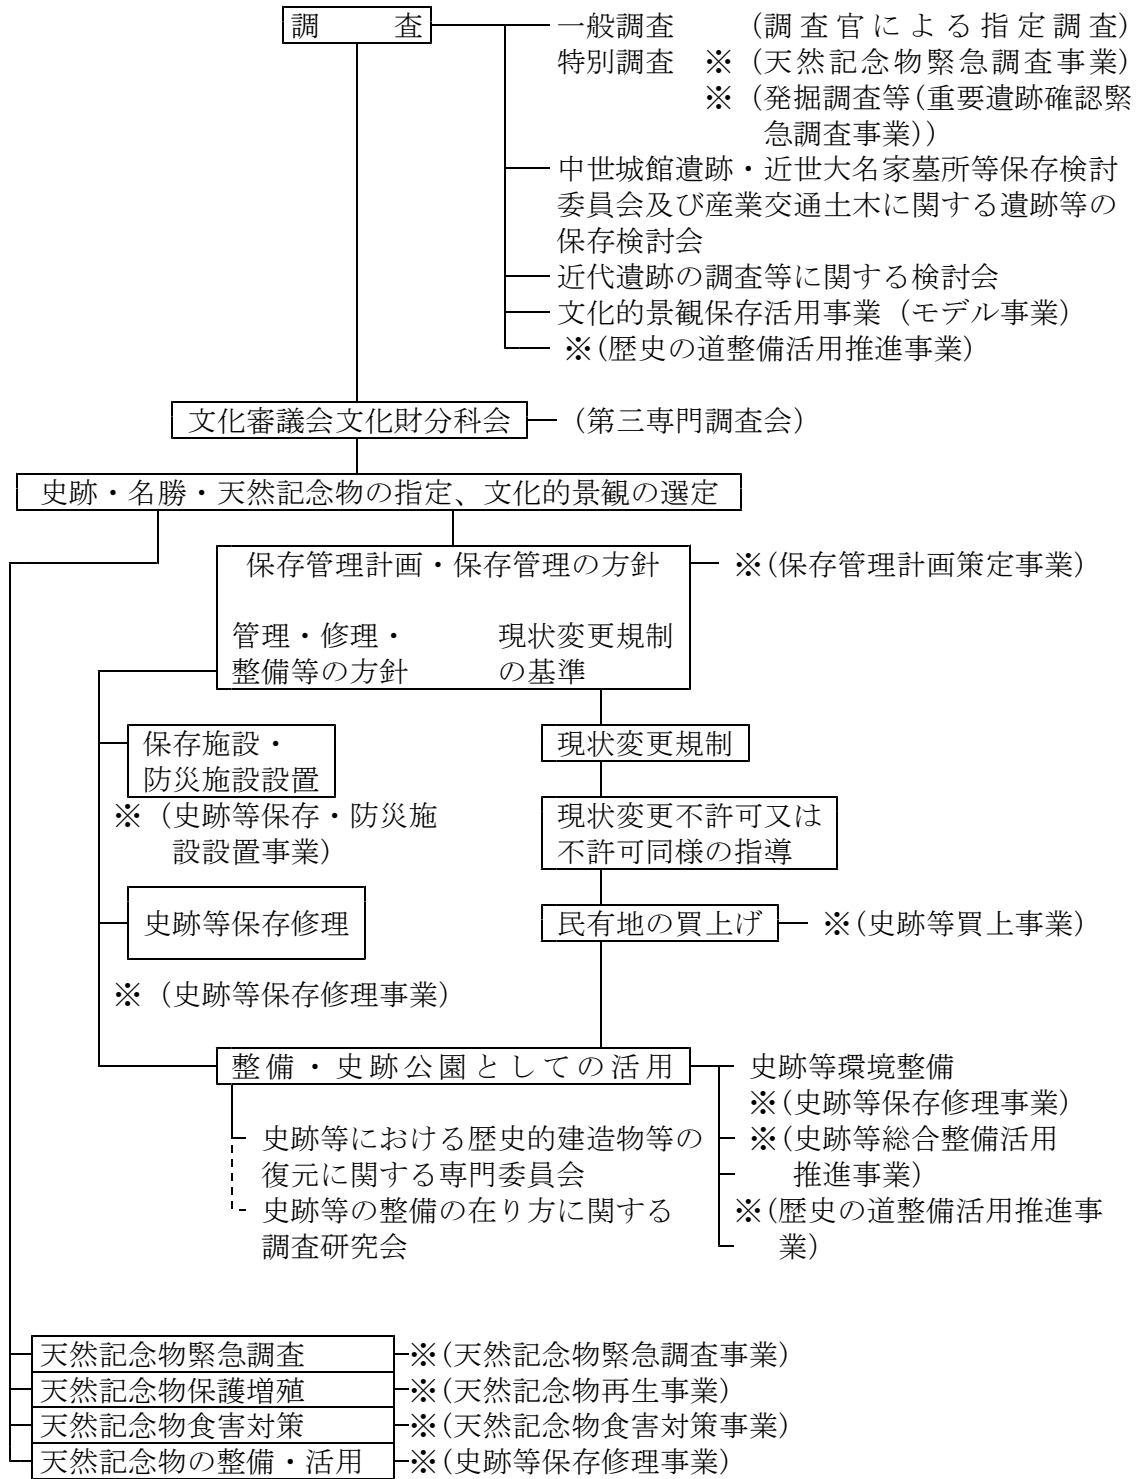 調　　査
一般調査　　（調査官による指定調査）
特別調査　※（天然記念物緊急調査事業）
※（発掘調査等（重要遺跡確認緊
急調査事業））
中世城館遺跡・近世大名家墓所等保存検討
委員会及び産業交通土木に関する遺跡等の
保存検討会
近代遺跡の調査等に関する検討会
文化的景観保存活用事業（モデル事業）
※（歴史の道整備活用推進事業）
文化審議会文化財分科会　（第三専門調査会）
史跡・名勝・天然記念物の指定、文化的景観の選定
保存管理計画・保存管理の方針　※（保存管理計画策定事業）
管理・修理・
整備等の方針
現状変更規制
の基準
保存施設・
防災施設設置
※（史跡等保存・防災施
設設置事業）
史跡等保存修理
※（史跡等保存修理事業）
現状変更規制
現状変更不許可又は
不許可同様の指導
民有地の買上げ　※（史跡等買上事業）
整備・史跡公園としての活用
史跡等における歴史的建造物等の
復元に関する専門委員会
史跡等の整備の在り方に関する
調査研究会
史跡等環境整備
※（史跡等保存修理事業）
※（史跡等総合整備活用
推進事業）
※（歴史の道整備活用推進事
業）
天然記念物緊急調査　※（天然記念物緊急調査事業）
天然記念物保護増殖　※（天然記念物再生事業）
天然記念物食害対策　※（天然記念物食害対策事業）
天然記念物の整備・活用　※（史跡等保存修理事業）